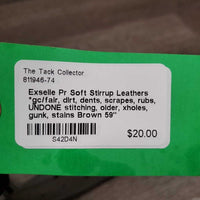 The Tack Collector
811946-74
Exselle Pr Soft Stirrup Leathers
*gc/fair, dirt, dents, scrapes, rubs,
UNDONE stitching, older, xholes,
gunk, stains Brown 59"
$20.00
S42D4N